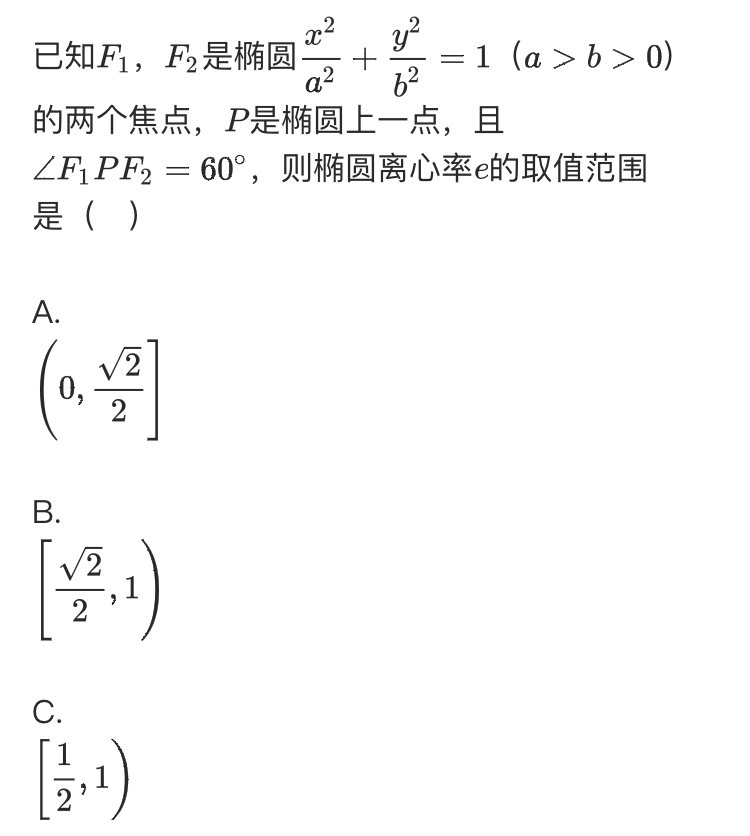 已知$F_1$，$F_2$是椭圆$\frac{x^2}{a^2}+\frac{y^2}{b^2}=1$（$a>b>0$）
的两个焦点，$P$是椭圆上一点，且
$\angle F_1PF_2=60^\circ$，则椭圆离心率$e$的取值范围
是（ ）
A.
$\left(0,\frac{\sqrt{2}}{2}\right]$
B.
$\left[\frac{\sqrt{2}}{2},1\right)$
C.
$\left[\frac{1}{2},1\right)$